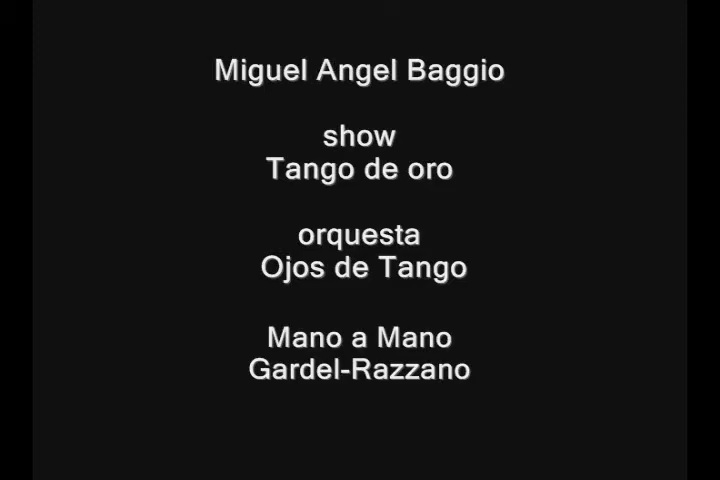 Miguel Angel Baggio
show
Tango de oro
orquesta
Ojos de Tango
Mano a Mano
Gardel-Razzano